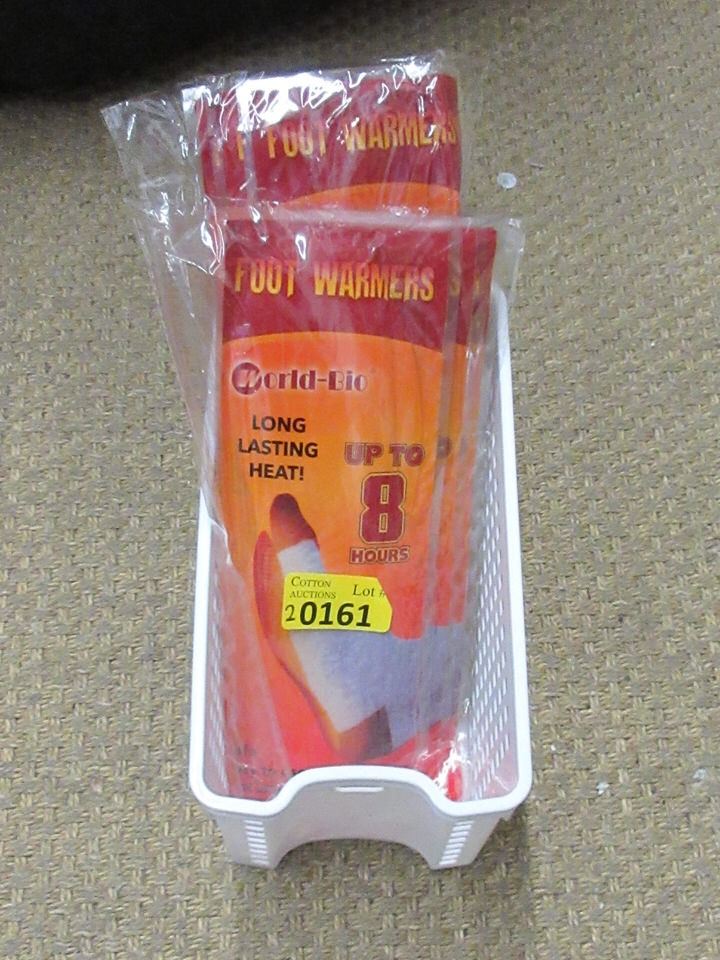 FOOT WARMERS
FOOT WARMERS
World-Bio
LONG
LASTING
HEAT!
UP TO
8
HOURS
COTTON
AUCTIONS Lot #
20161